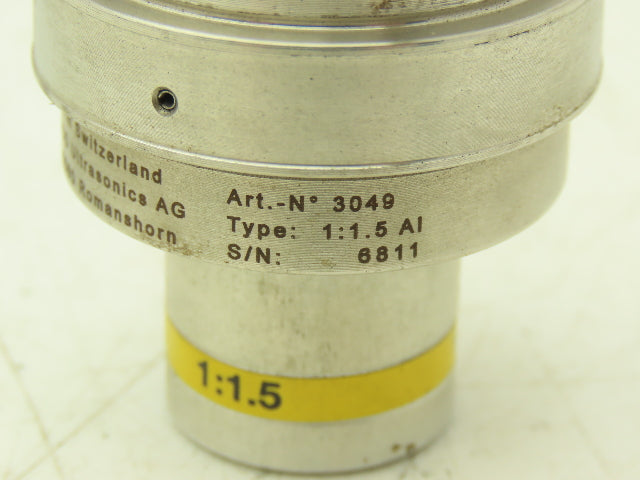 Switzerland
Ultrasonics AG
Romanshorn
Art.-N° 3049
Type: 1:1.5 Al
S/N: 6811
1:1.5